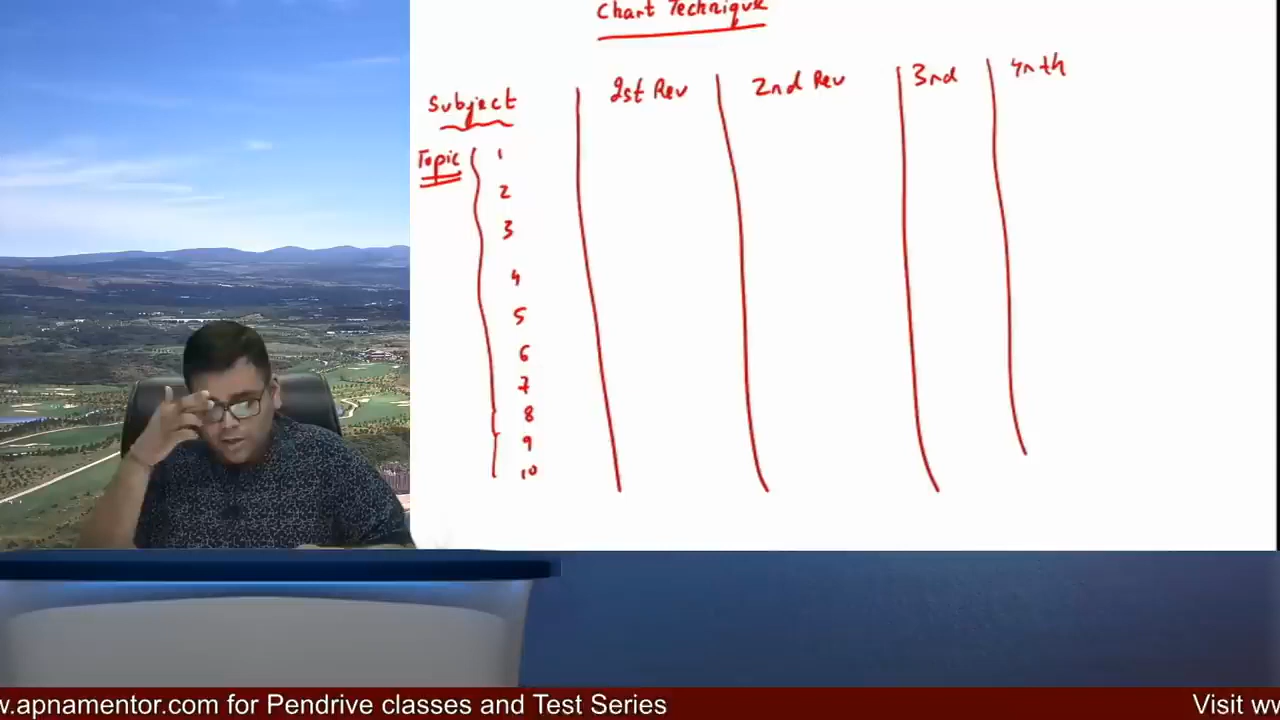 Chart Technique
Subject 1st Rev 2nd Rev 3rd 4rth
Topic 1
2
3
4
5
6
7
8
9
10
w.apnamentor.com for Pendrive classes and Test Series Visit ww